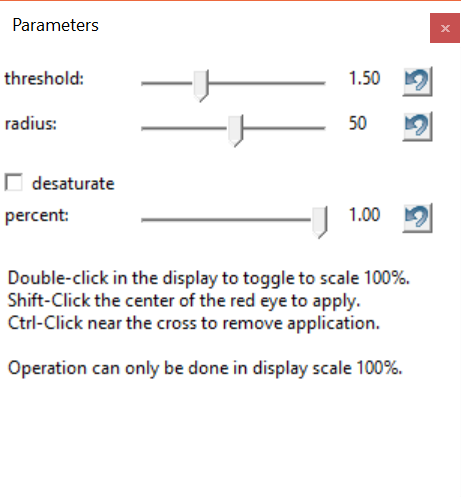 Parameters
x
threshold: 1.50
radius: 50
desaturate
percent: 1.00
Double-click in the display to toggle to scale 100%.
Shift-Click the center of the red eye to apply.
Ctrl-Click near the cross to remove application.
Operation can only be done in display scale 100%.